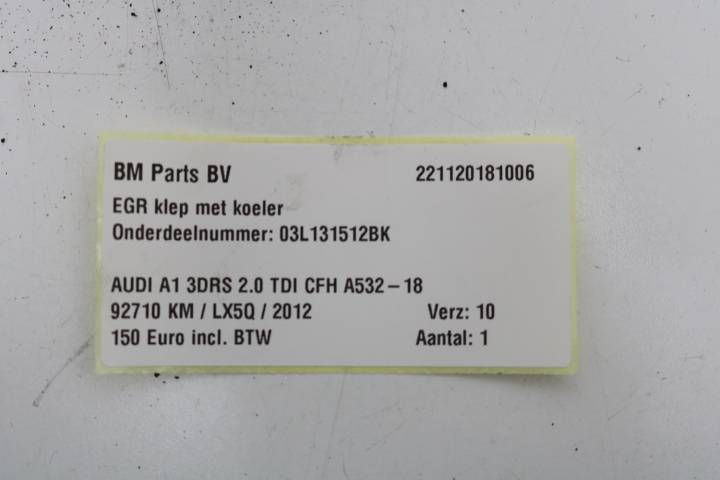 BM Parts BV 221120181006
EGR klep met koeler
Onderdeelnummer: 03L131512BK
AUDI A1 3DRS 2.0 TDI CFH A532-18
92710 KM / LX5Q / 2012 Verz: 10
150 Euro incl. BTW Aantal: 1